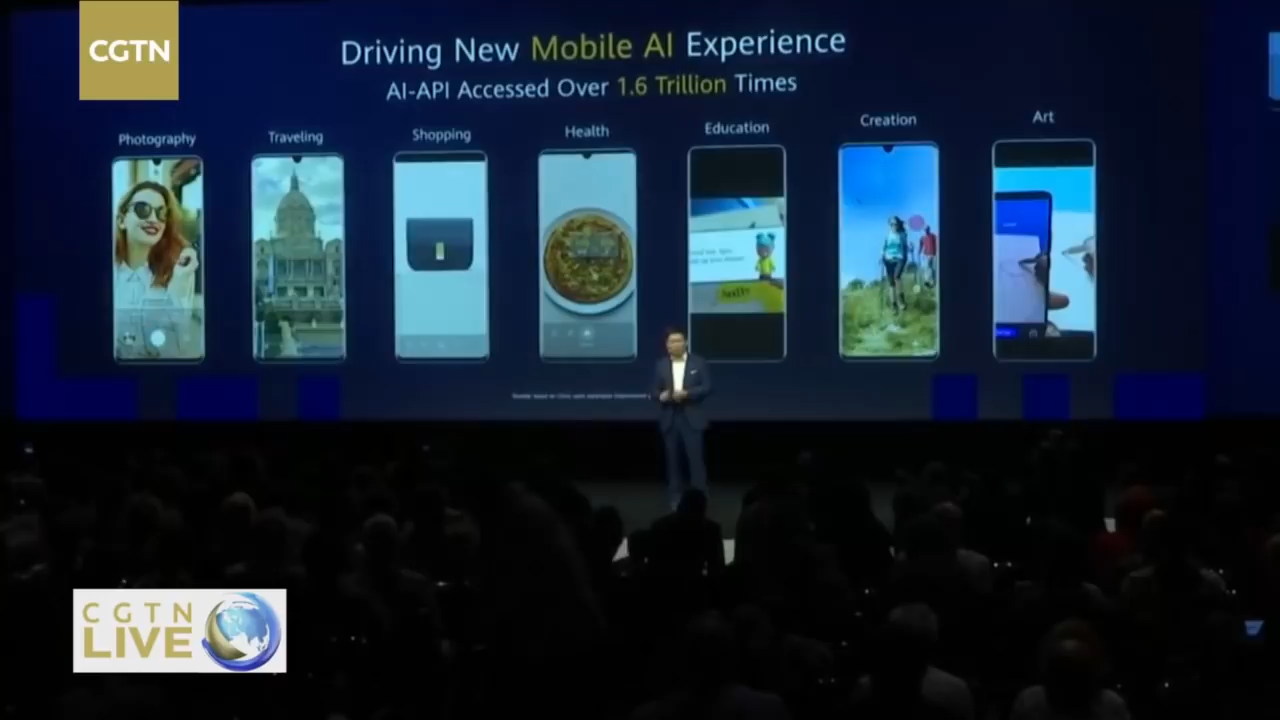 CGTN
Driving New Mobile AI Experience
AI-API Accessed Over 1.6 Trillion Times
Photography
Traveling
Shopping
Health
Education
Creation
Art
CGTN
LIVE